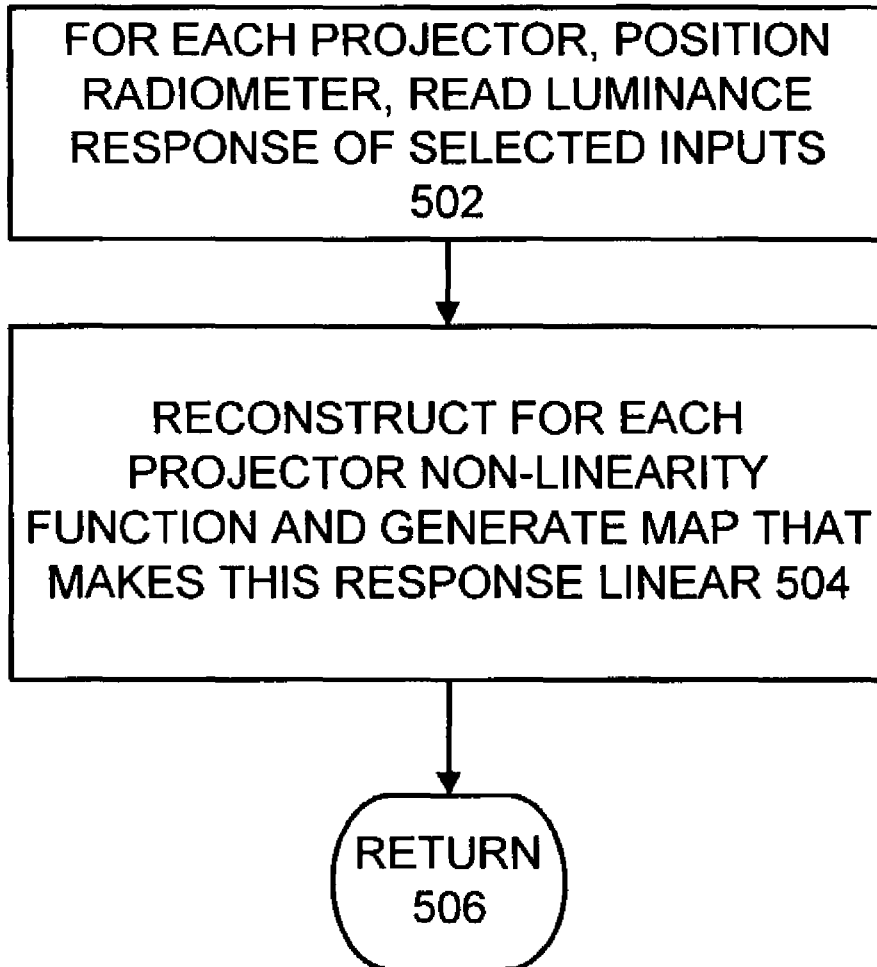 FOR EACH PROJECTOR, POSITION
RADIOMETER, READ LUMINANCE
RESPONSE OF SELECTED INPUTS
502
RECONSTRUCT FOR EACH
PROJECTOR NON-LINEARITY
FUNCTION AND GENERATE MAP THAT
MAKES THIS RESPONSE LINEAR 504
RETURN
506